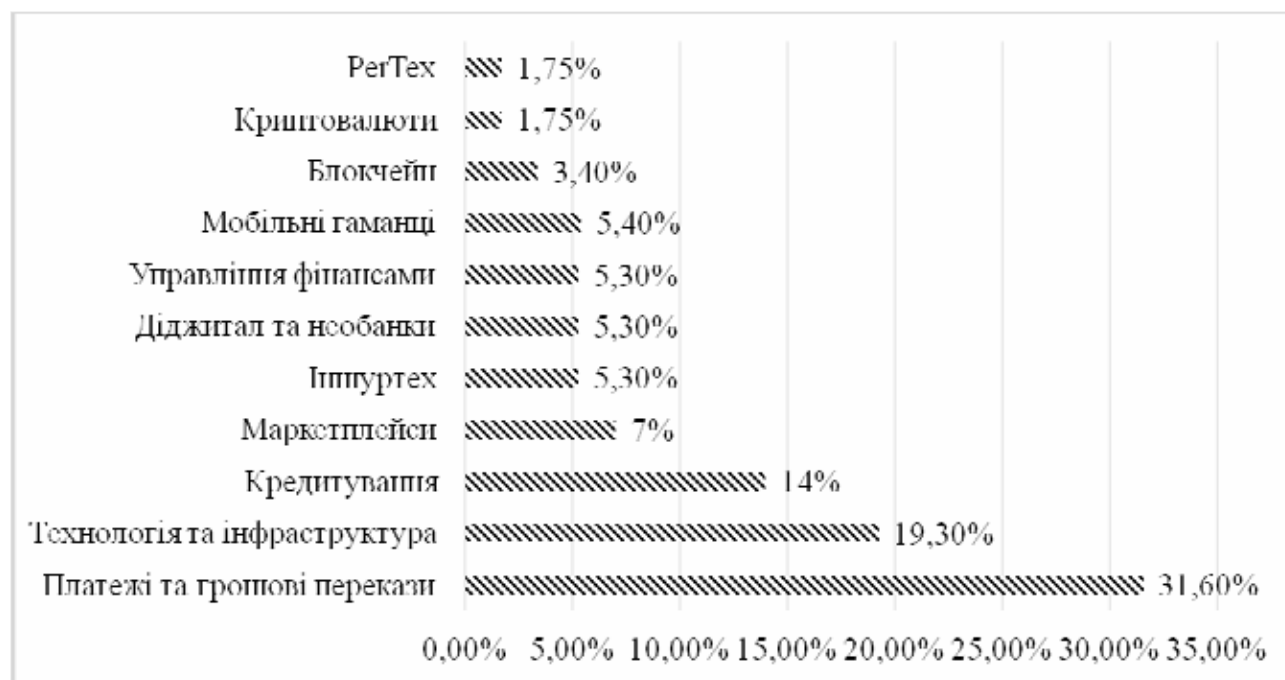 РегТех 1,75%
Криптовалюти 1,75%
Блокчейн 3,40%
Мобільні гаманці 5,40%
Управління фінансами 5,30%
Діджитал та необанки 5,30%
Іншуртех 5,30%
Маркетплейси 7%
Кредитування 14%
Технологія та інфраструктура 19,30%
Платежі та грошові перекази 31,60%
0,00% 5,00% 10,00% 15,00% 20,00% 25,00% 30,00% 35,00%